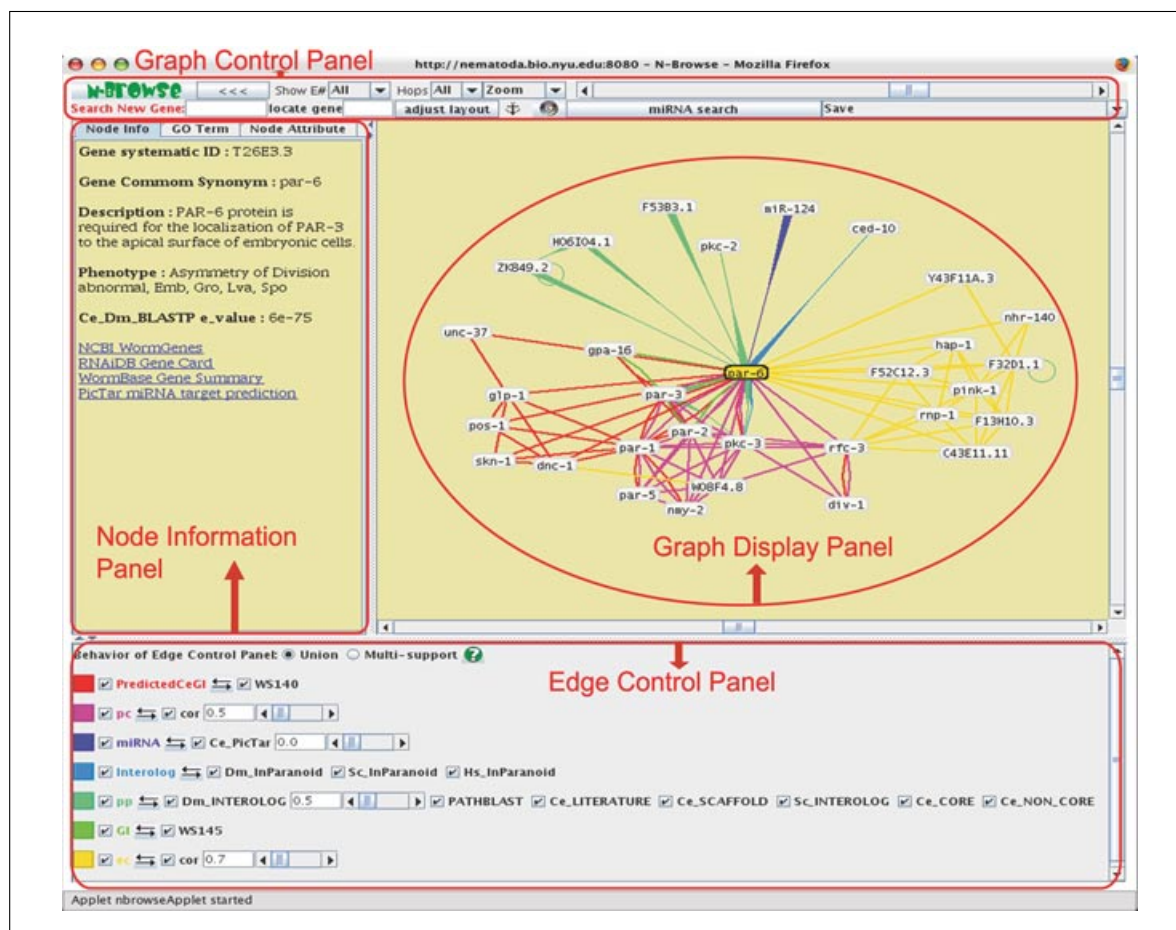 Graph Control Panel
http://nematoda.bio.nyu.edu:8080 - N-Browse - Mozilla Firefox
N-BROWSE <<< Show E# All Hops All Zoom
Search New Gene: locate gene adjust layout miRNA search Save
Node Info GO Term Node Attribute
Gene systematic ID : T26E3.3
Gene Commom Synonym : par-6
Description : PAR-6 protein is
required for the localization of PAR-3
to the apical surface of embryonic cells.
Phenotype : Asymmetry of Division
abnormal, Emb, Gro, Lva, Spo
Ce_Dm_BLASTP e_value : 6e-75
NCBI WormGenes
RNAiDB Gene Card
WormBase Gene Summary
PicTar miRNA target prediction
Node Information
Panel
F53B3.1
miR-124
ced-10
H06I04.1
pkc-2
ZK849.2
Y43F11A.3
nhr-140
unc-37
gpa-16
hap-1
par-6
F52C12.3
F32D1.1
pink-1
glp-1
par-3
rnp-1
F13H10.3
pos-1
par-2
par-1
pkc-3
rfc-3
C43E11.11
skn-1
dnc-1
W08F4.8
par-5
nmy-2
div-1
Graph Display Panel
Behavior of Edge Control Panel: Union Multi-support ?
Edge Control Panel
PredictedCeGI WS140
pc cor 0.5
miRNA Ce_PicTar 0.0
Interolog Dm_InParanoid Sc_InParanoid Hs_InParanoid
pp Dm_INTEROLOG 0.5 PATHBLAST Ce_LITERATURE Ce_SCAFFOLD Sc_INTEROLOG Ce_CORE Ce_NON_CORE
GI WS145
ec cor 0.7
Applet nbrowseApplet started